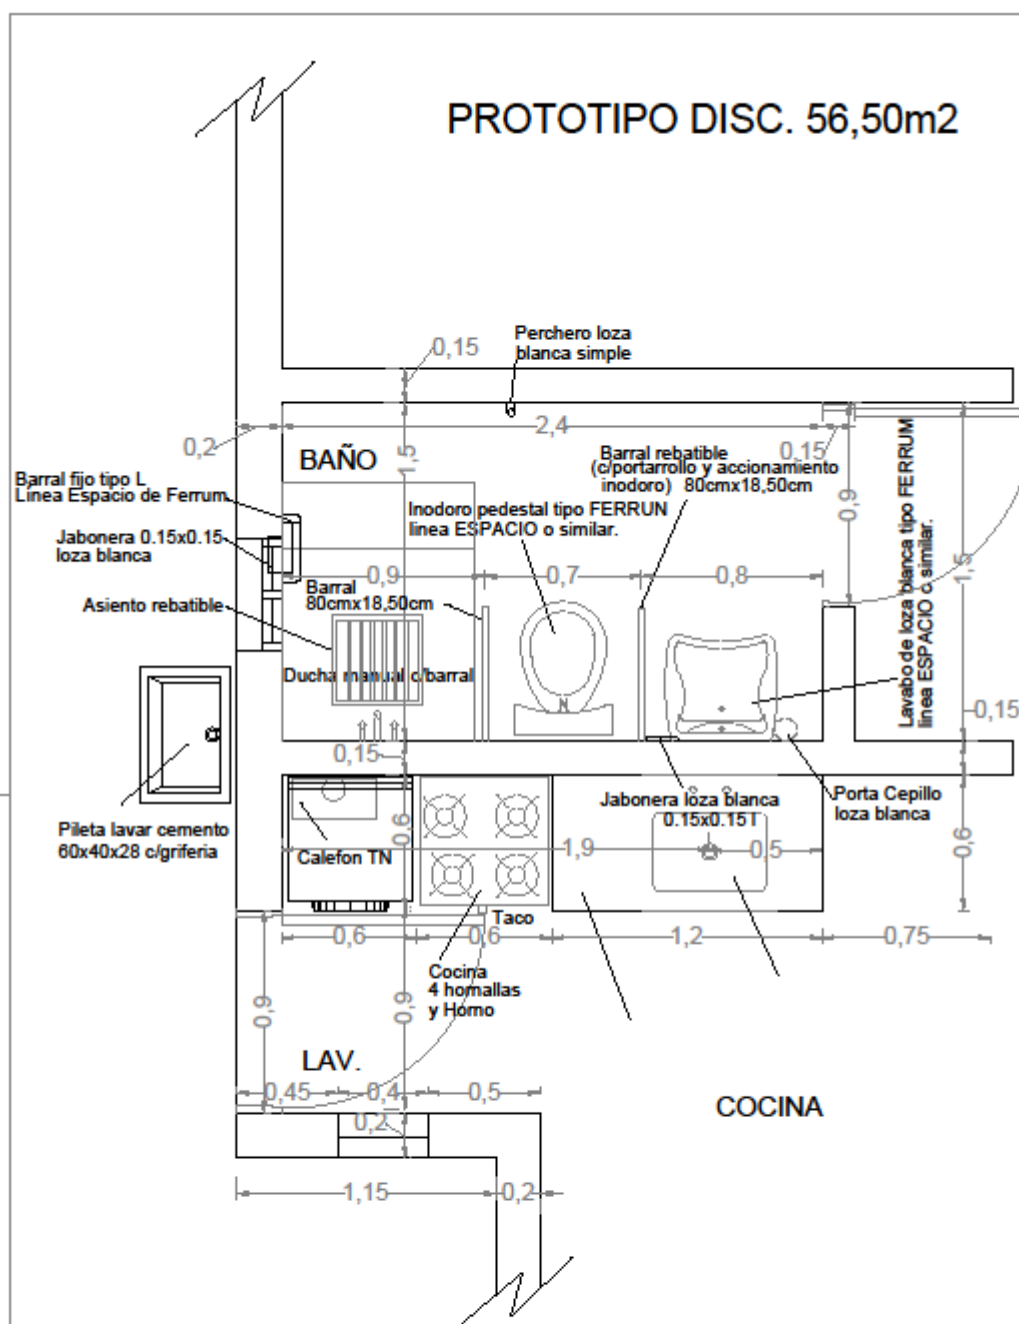 PROTOTIPO DISC. 56,50m2
Perchero loza
blanca simple
0,15
0,2
2,4
0,15
BAÑO
1,5
Barral rebatible
(c/portarrollo y accionamiento
inodoro) 80cmx18,50cm
Barral fijo tipo L
Linea Espacio de Ferrum
Inodoro pedestal tipo FERRUN
linea ESPACIO o similar.
0,9
Jabonera 0.15x0.15
loza blanca
Lavabo de loza blanca tipo FERRUM
linea ESPACIO o similar.
1,5
0,9
0,7
0,8
Barral
80cmx18,50cm
Asiento rebatible
Ducha manual c/barral
0,15
0,15
Pileta lavar cemento
60x40x28 c/griferia
Jabonera loza blanca
0.15x0.15
T
Porta Cepillo
loza blanca
0,6
0,6
Calefon TN
1,9
0,5
Taco
0,6
0,6
1,2
0,75
Cocina
4 hornallas
y Horno
0,9
0,9
LAV.
0,45
0,4
0,5
COCINA
0,2
1,15
0,2